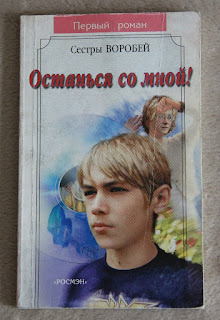 Первый роман
Сестры ВОРОБЕЙ
Останься со мной!
«РОСМЭН»